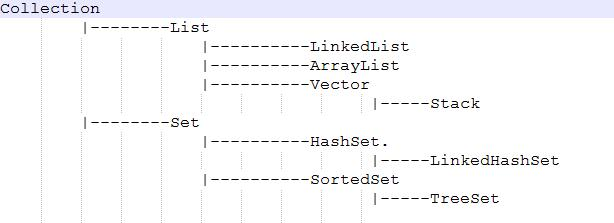 Collection
|--------List
|----------LinkedList
|----------ArrayList
|----------Vector
|-----Stack
|--------Set
|----------HashSet.
|-----LinkedHashSet
|----------SortedSet
|-----TreeSet